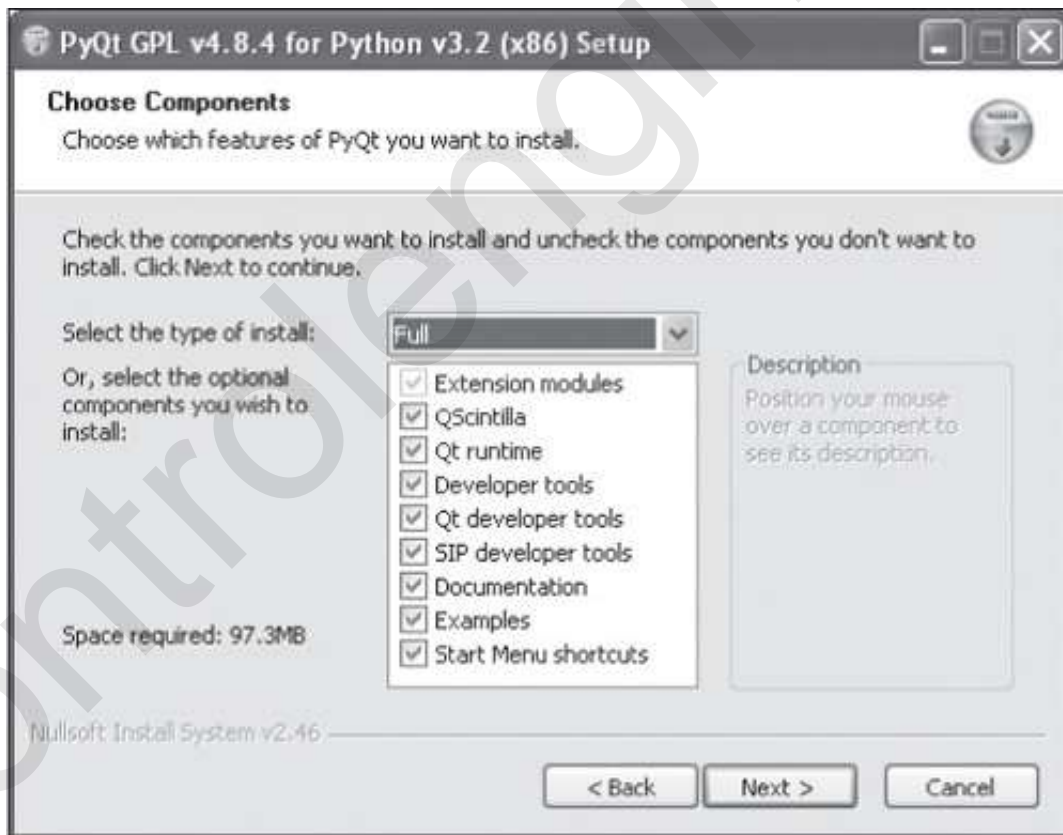 PyQt GPL v4.8.4 for Python v3.2 (x86) Setup
Choose Components
Choose which features of PyQt you want to install.
Check the components you want to install and uncheck the components you don't want to
install. Click Next to continue.
Select the type of install:
Full
Or, select the optional
components you wish to
install:
Extension modules
QScintilla
Qt runtime
Developer tools
Qt developer tools
SIP developer tools
Documentation
Examples
Start Menu shortcuts
Description
Position your mouse
over a component to
see its description.
Space required: 97.3MB
Nullsoft Install System v2.46
< Back
Next >
Cancel